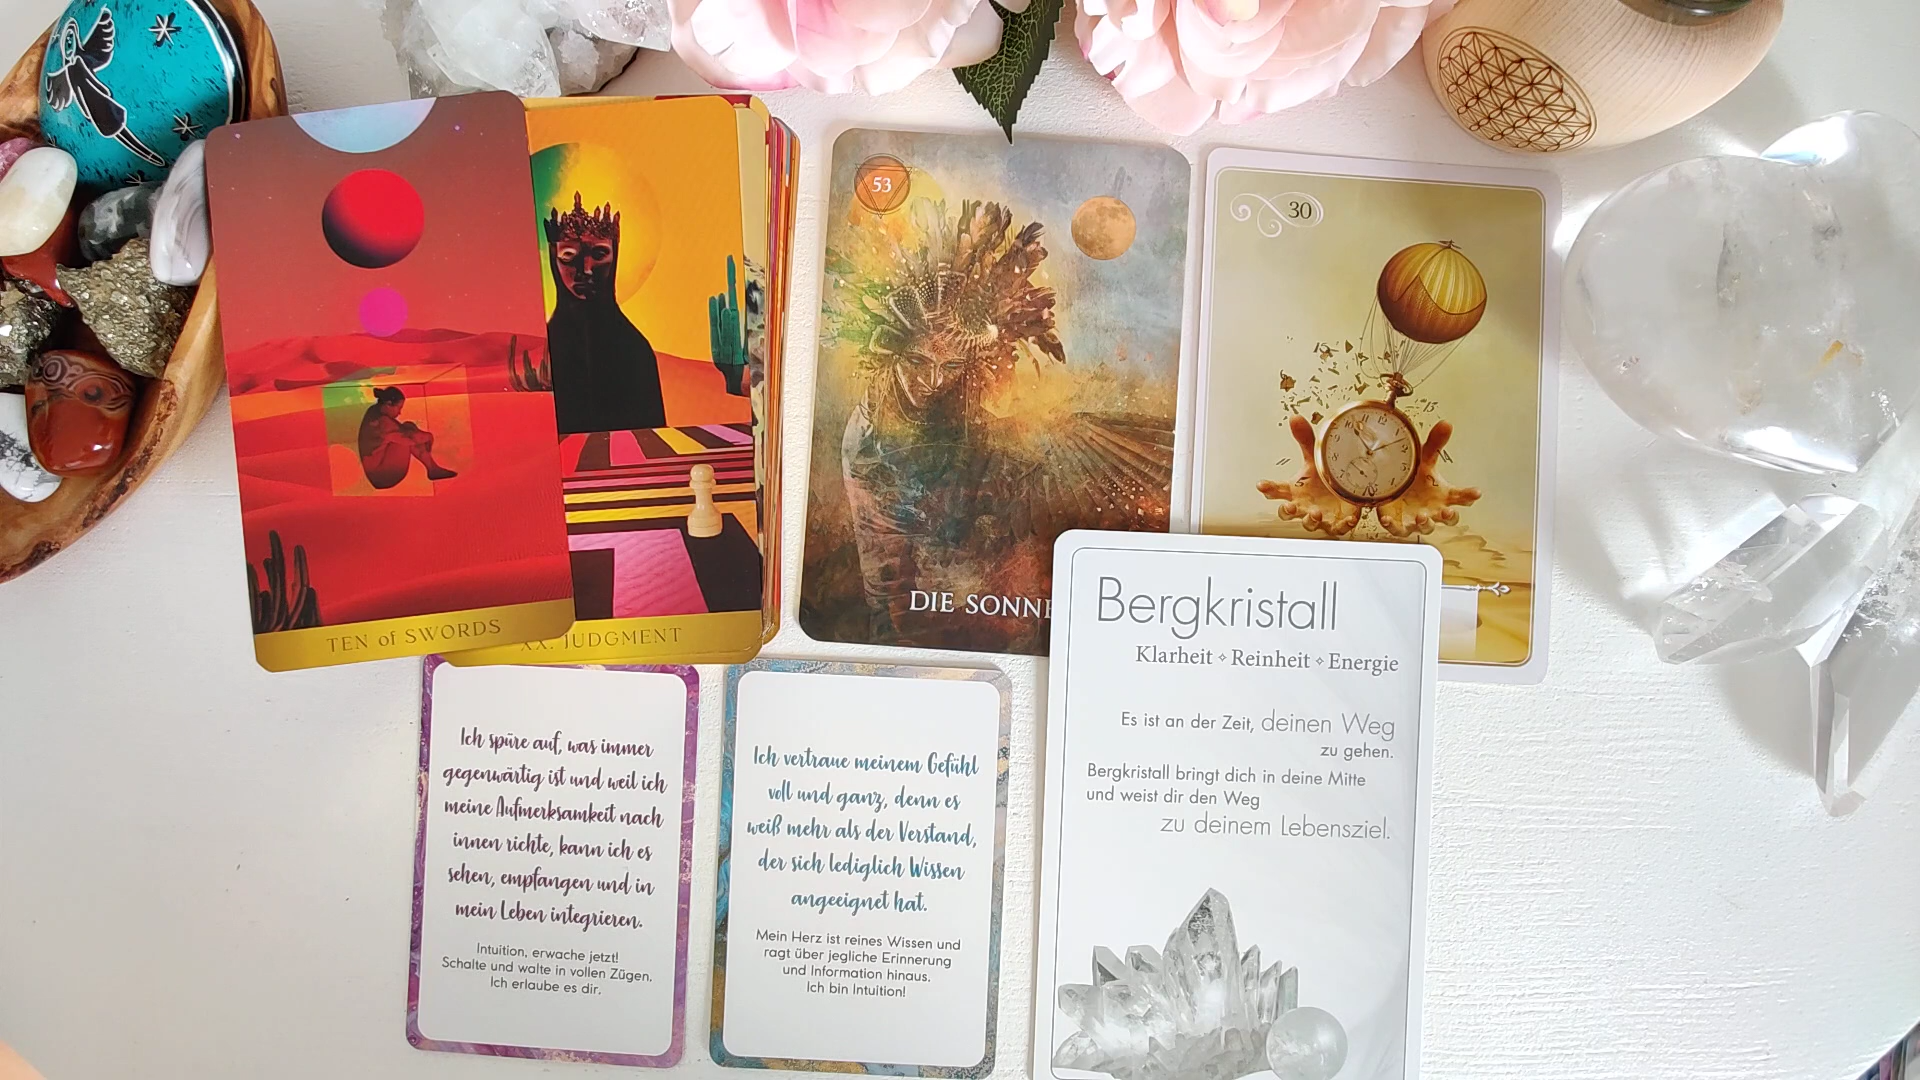 TEN of SWORDS
XX. JUDGMENT
53
DIE SONNE
30
Ich spüre auf, was immer
gegenwärtig ist und weil ich
meine Aufmerksamkeit nach
innen richte, kann ich es
sehen, empfangen und in
mein Leben integrieren.
Intuition, erwache jetzt!
Schalte und walte in vollen Zügen.
Ich erlaube es dir.
Ich vertraue meinem Gefühl
voll und ganz, denn es
weiß mehr als der Verstand,
der sich lediglich Wissen
angeeignet hat.
Mein Herz ist reines Wissen und
ragt über jegliche Erinnerung
und Information hinaus.
Ich bin Intuition!
Bergkristall
Klarheit ⋄ Reinheit ⋄ Energie
Es ist an der Zeit, deinen Weg
zu gehen.
Bergkristall bringt dich in deine Mitte
und weist dir den Weg
zu deinem Lebensziel.